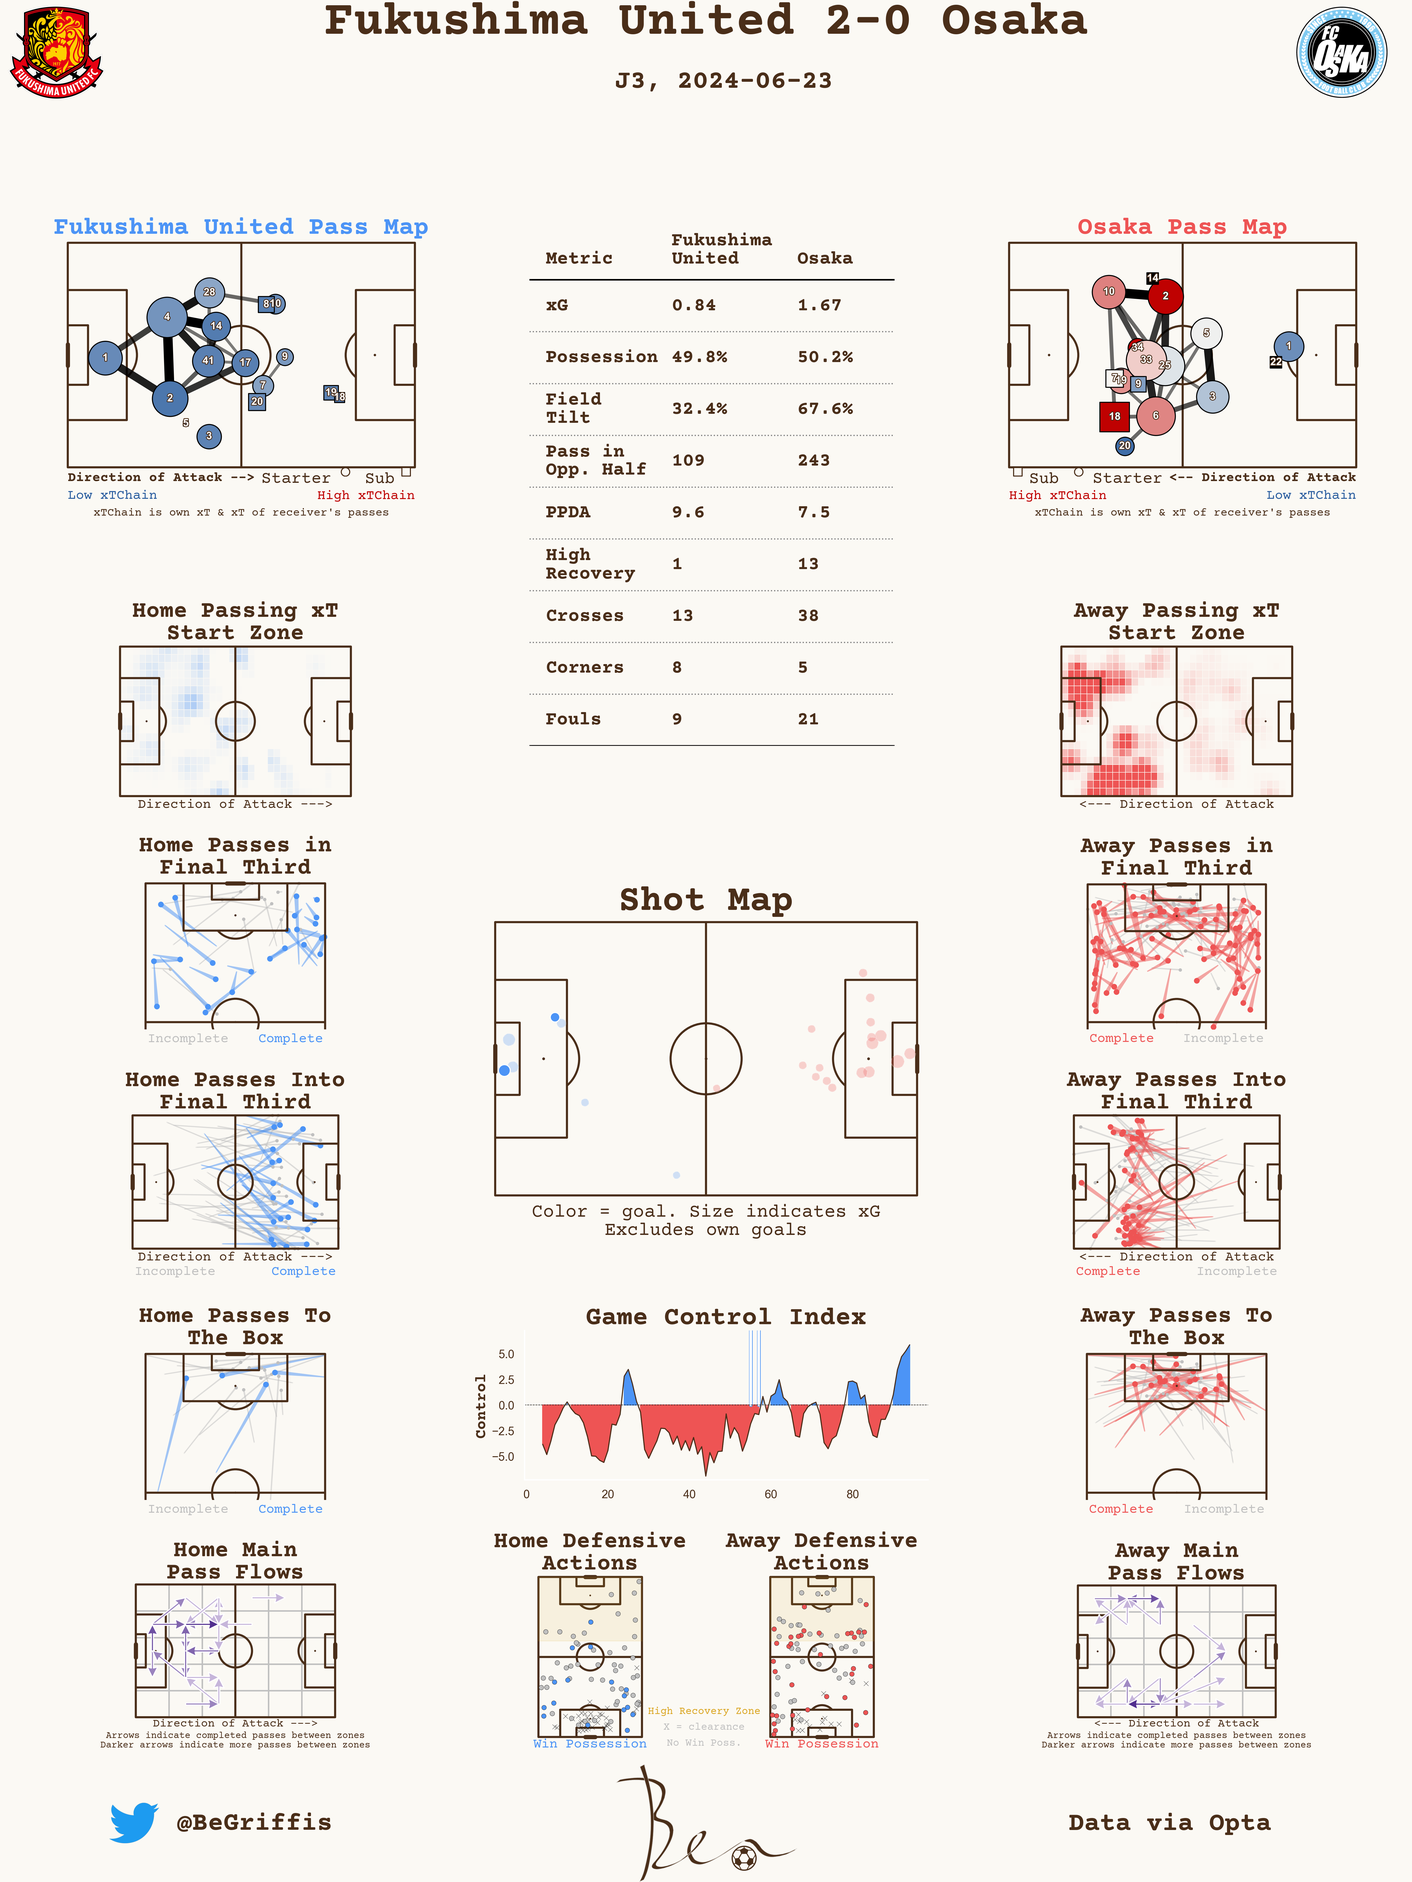 Fukushima United 2-0 Osaka
J3, 2024-06-23
FUKUSHIMA UNITED FC
FC
OSAKA
Fukushima United Pass Map
28
8
10
4
14
1
41
17
9
7
2
20
19
18
5
3
Direction of Attack --> Starter Sub
Low xTChain High xTChain
xTChain is own xT & xT of receiver's passes
Metric Fukushima United Osaka
xG 0.84 1.67
Possession 49.8% 50.2%
Field Tilt 32.4% 67.6%
Pass in Opp. Half 109 243
PPDA 9.6 7.5
High Recovery 1 13
Crosses 13 38
Corners 8 5
Fouls 9 21
Osaka Pass Map
14
10
2
5
34
1
33
25
22
7
19
9
3
18
6
20
Sub Starter <-- Direction of Attack
High xTChain Low xTChain
xTChain is own xT & xT of receiver's passes
Home Passing xT
Start Zone
Direction of Attack --->
Away Passing xT
Start Zone
<--- Direction of Attack
Home Passes in
Final Third
Incomplete Complete
Away Passes in
Final Third
Complete Incomplete
Shot Map
Color = goal. Size indicates xG
Excludes own goals
Home Passes Into
Final Third
Direction of Attack --->
Incomplete Complete
Away Passes Into
Final Third
<--- Direction of Attack
Complete Incomplete
Home Passes To
The Box
Incomplete Complete
Game Control Index
Control
5.0
2.5
0.0
−2.5
−5.0
0 20 40 60 80
Away Passes To
The Box
Complete Incomplete
Home Main
Pass Flows
Direction of Attack --->
Arrows indicate completed passes between zones
Darker arrows indicate more passes between zones
Home Defensive
Actions
Win Possession
High Recovery Zone
X = clearance
No Win Poss.
Away Defensive
Actions
Win Possession
Away Main
Pass Flows
<--- Direction of Attack
Arrows indicate completed passes between zones
Darker arrows indicate more passes between zones
@BeGriffis
Ben
Data via Opta